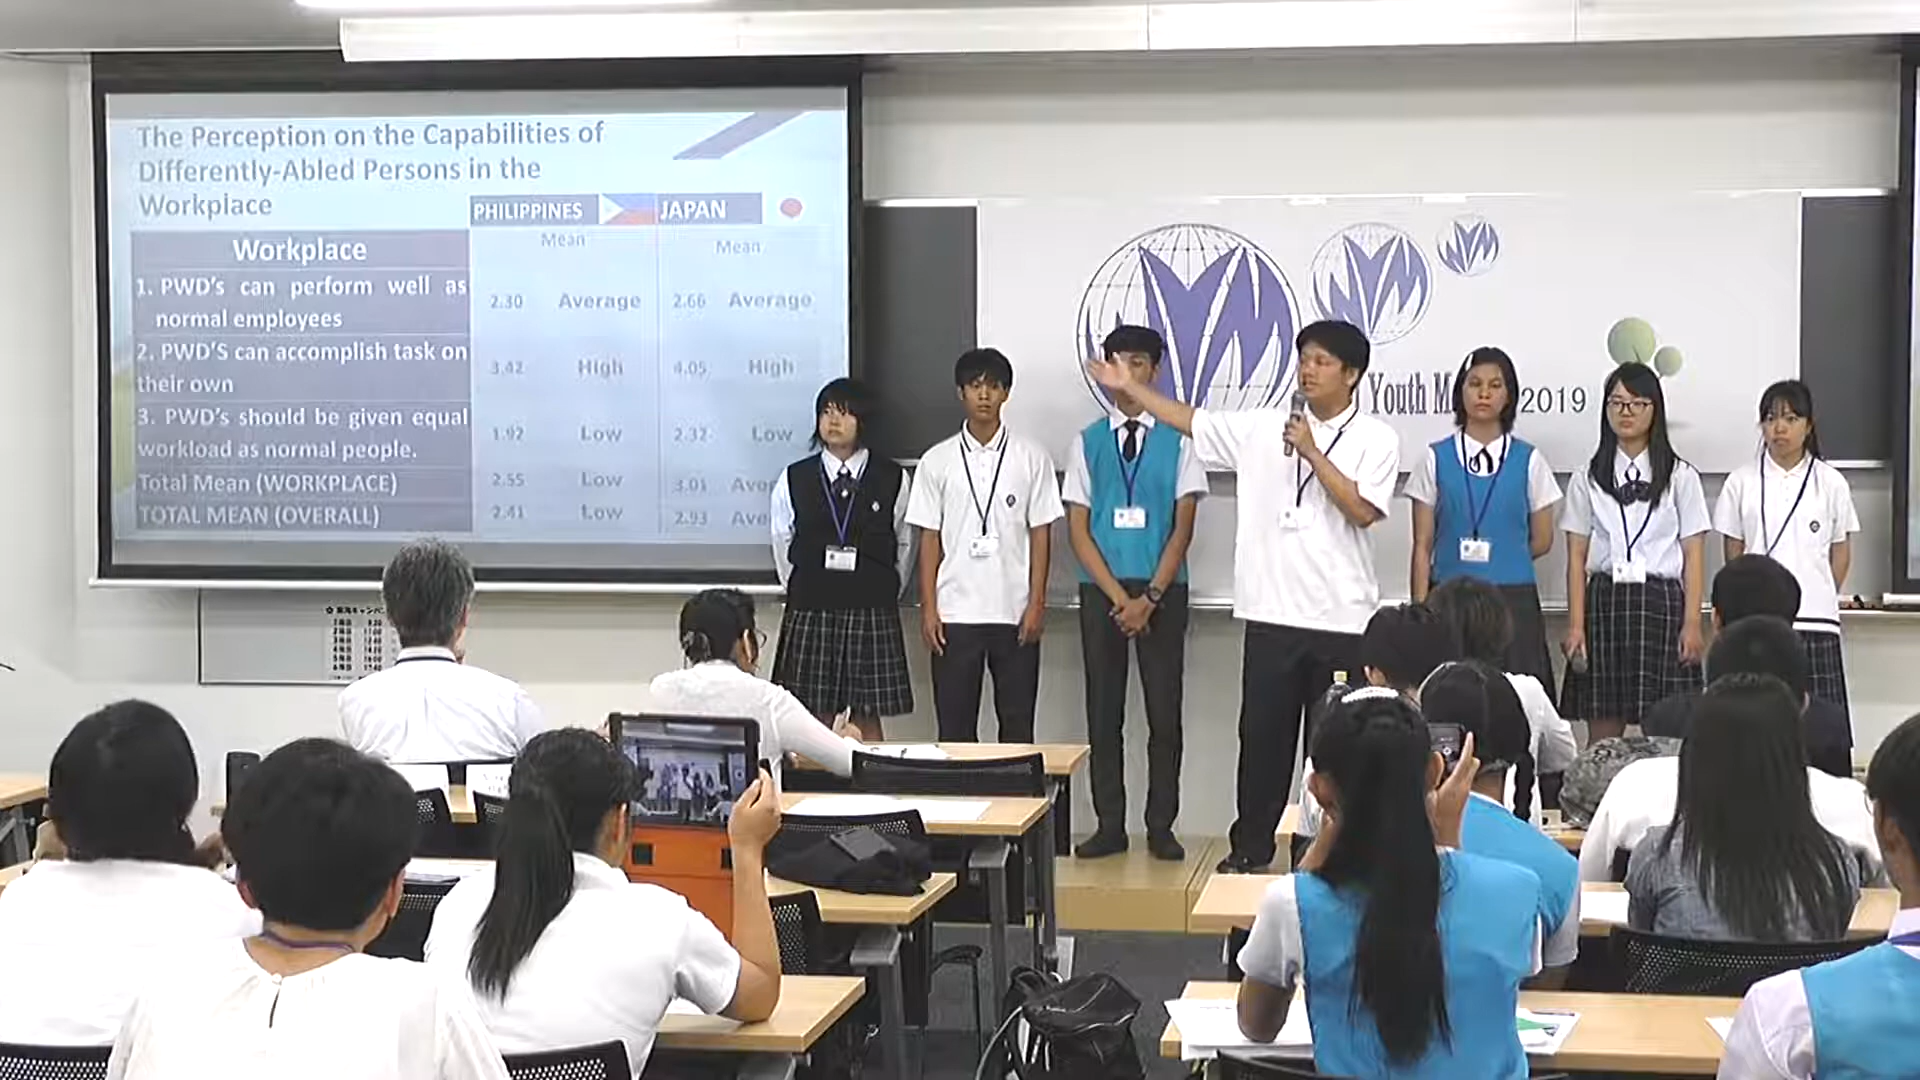 The Perception on the Capabilities of
Differently-Abled Persons in the
Workplace
PHILIPPINES JAPAN
Workplace Mean Mean
1. PWD's can perform well as
normal employees
2.30 Average 2.66 Average
2. PWD'S can accomplish task on
their own
3.42 High 4.05 High
3. PWD's should be given equal
workload as normal people.
1.92 Low 2.32 Low
Total Mean (WORKPLACE) 2.55 Low 3.01
TOTAL MEAN (OVERALL) 2.41 Low 2.93
Youth 2019